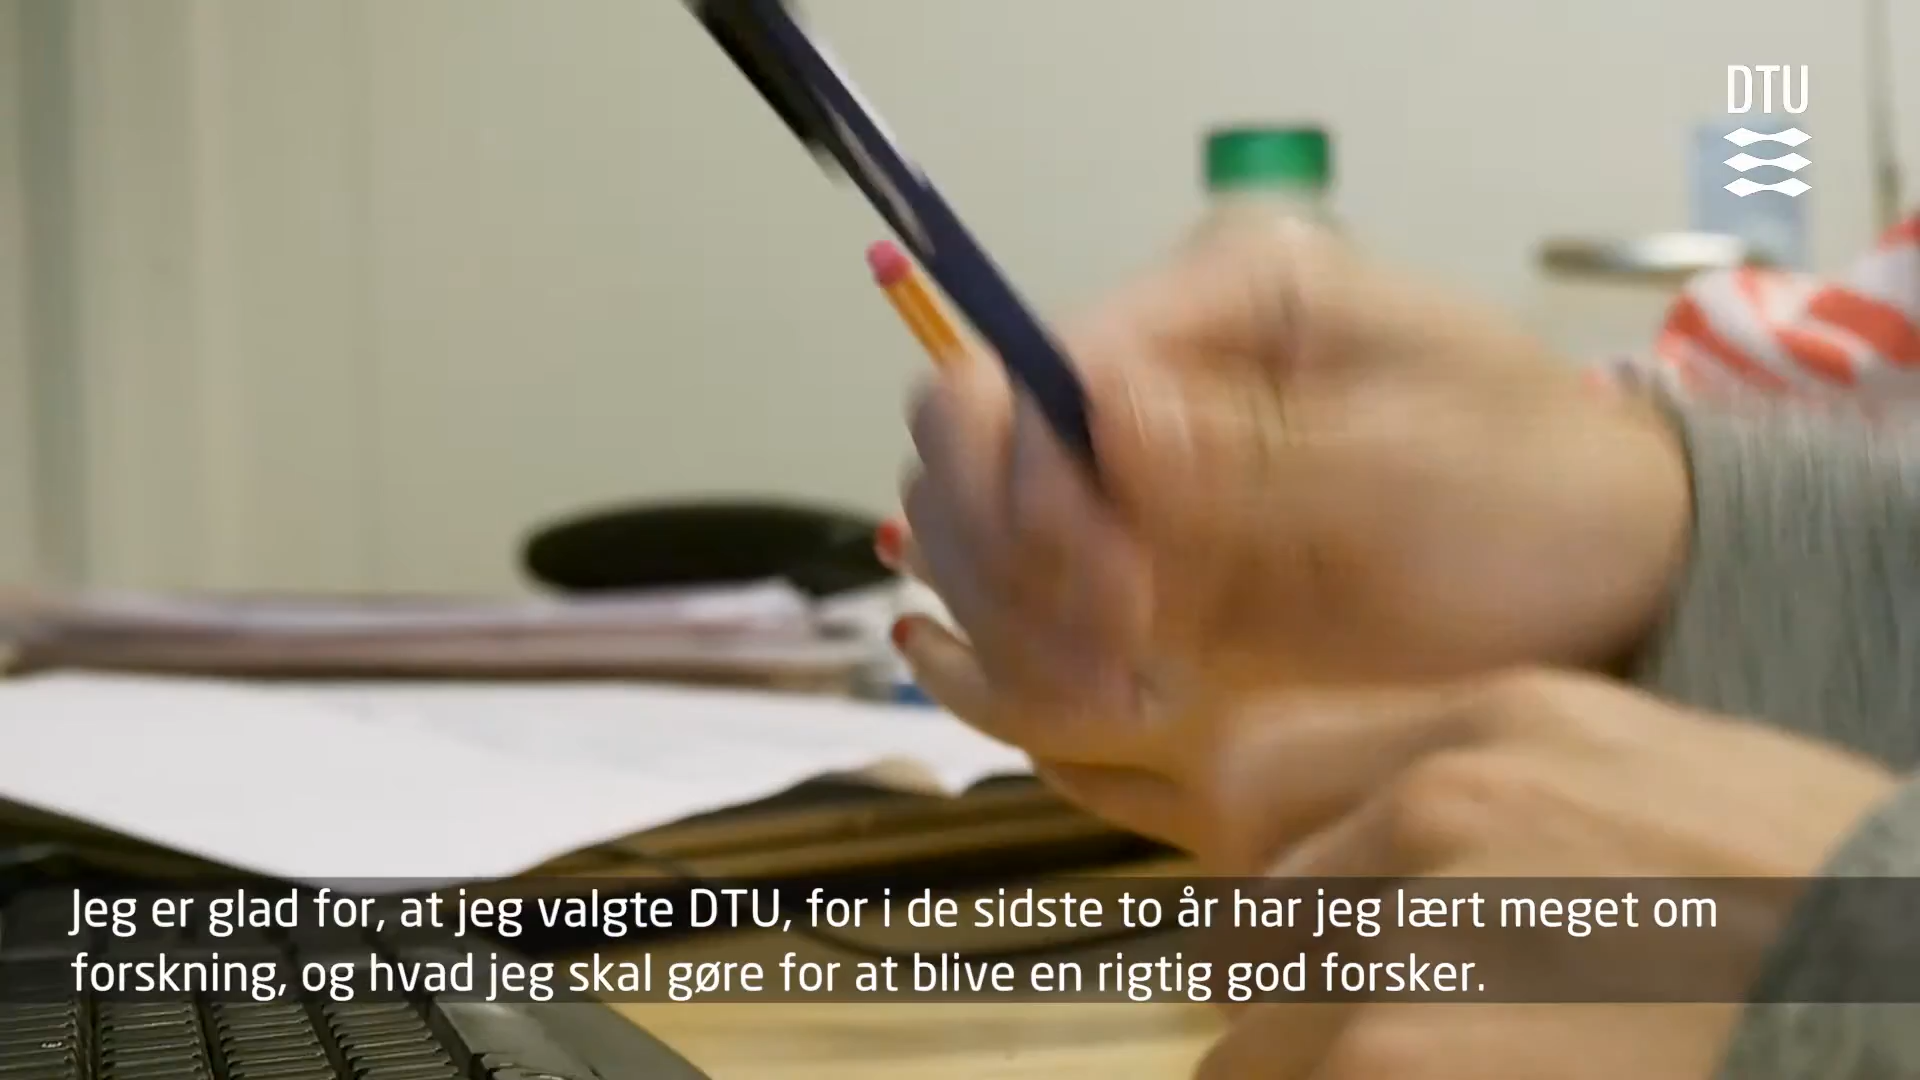 DTU
Jeg er glad for, at jeg valgte DTU, for i de sidste to år har jeg lært meget om
forskning, og hvad jeg skal gøre for at blive en rigtig god forsker.